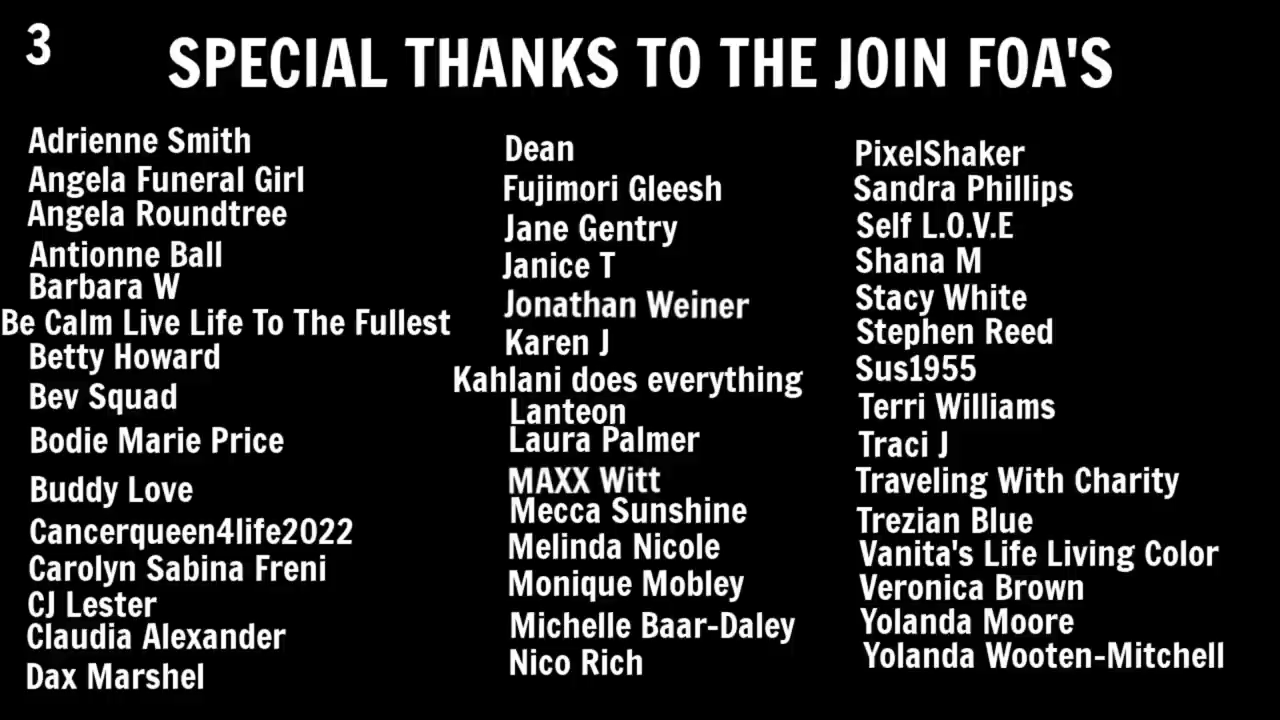 3
SPECIAL THANKS TO THE JOIN FOA'S
Adrienne Smith
Angela Funeral Girl
Angela Roundtree
Antionne Ball
Barbara W
Be Calm Live Life To The Fullest
Betty Howard
Bev Squad
Bodie Marie Price
Buddy Love
Cancerqueen4life2022
Carolyn Sabina Freni
CJ Lester
Claudia Alexander
Dax Marshel
Dean
Fujimori Gleesh
Jane Gentry
Janice T
Jonathan Weiner
Karen J
Kahlani does everything
Lanteon
Laura Palmer
MAXX Witt
Mecca Sunshine
Melinda Nicole
Monique Mobley
Michelle Baar-Daley
Nico Rich
PixelShaker
Sandra Phillips
Self L.O.V.E
Shana M
Stacy White
Stephen Reed
Sus1955
Terri Williams
Traci J
Traveling With Charity
Trezian Blue
Vanita's Life Living Color
Veronica Brown
Yolanda Moore
Yolanda Wooten-Mitchell